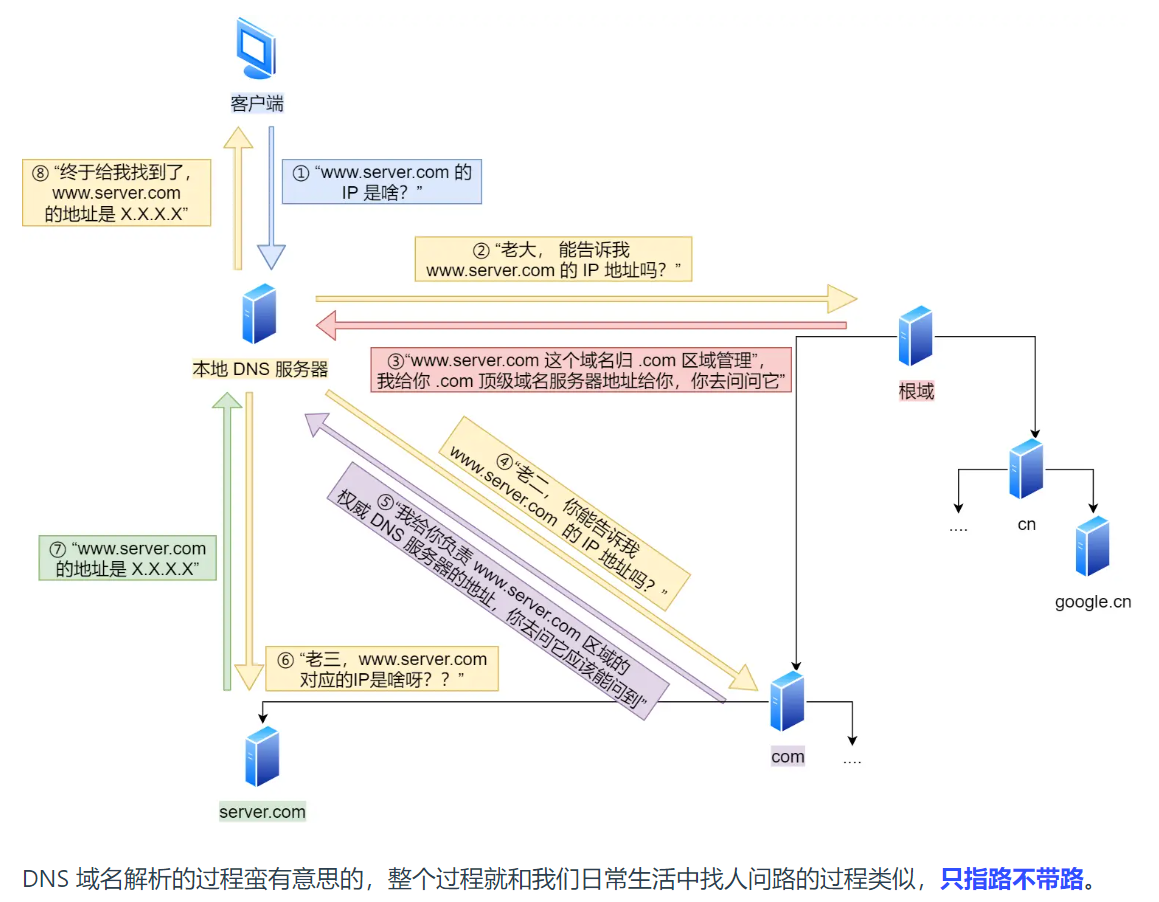 客户端
⑧ “终于给我找到了，
www.server.com
的地址是 X.X.X.X”
① “www.server.com 的
IP 是啥？”
② “老大， 能告诉我
www.server.com 的 IP 地址吗？”
本地 DNS 服务器
③“www.server.com 这个域名归 .com 区域管理”，
我给你 .com 顶级域名服务器地址给你，你去问问它”
根域
④“老二， 你能告诉我
www.server.com 的 IP 地址吗？”
⑤“我给你负责 www.server.com 区域的
权威 DNS 服务器的地址，你去问它应该能问到”
cn
....
google.cn
⑦ “www.server.com
的地址是 X.X.X.X”
⑥ “老三，www.server.com
对应的IP是啥呀？？”
com
....
server.com
DNS 域名解析的过程蛮有意思的，整个过程就和我们日常生活中找人问路的过程类似，只指路不带路。